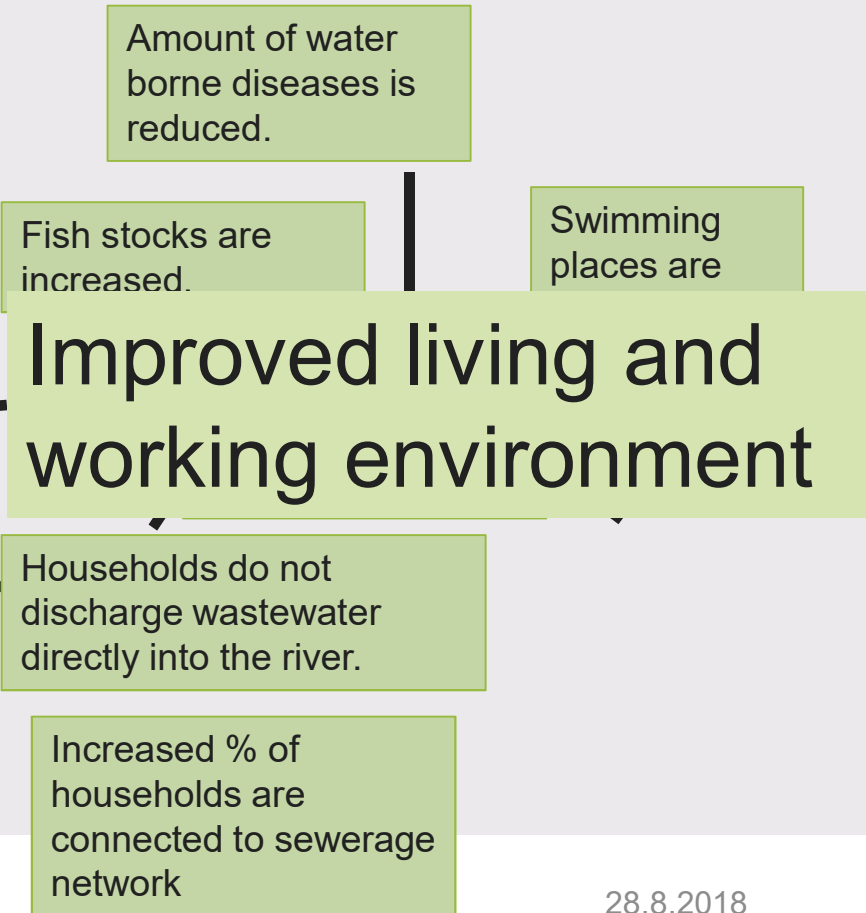 Amount of water
borne diseases is
reduced.
Fish stocks are
increased.
Swimming
places are
Improved living and
working environment
Households do not
discharge wastewater
directly into the river.
Increased % of
households are
connected to sewerage
network
28.8.2018